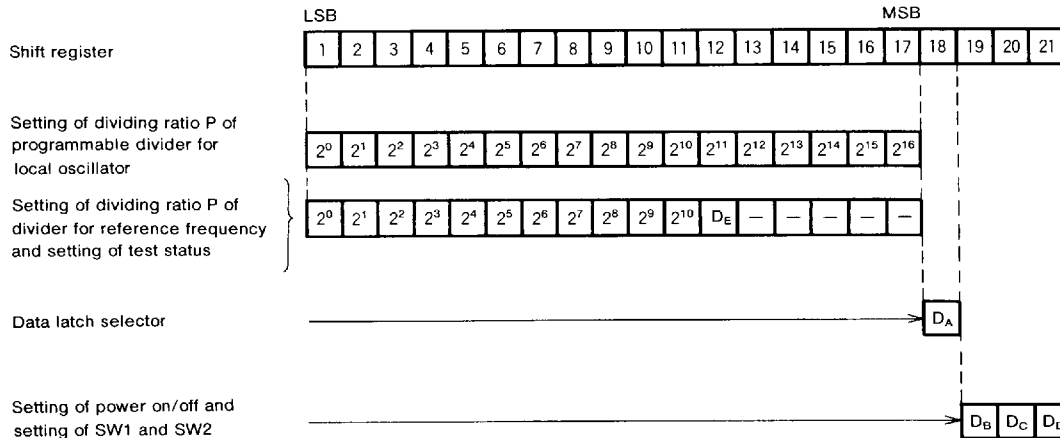 LSB MSB
Shift register 1 2 3 4 5 6 7 8 9 10 11 12 13 14 15 16 17 18 19 20 21
Setting of dividing ratio P of
programmable divider for
local oscillator
2⁰ 2¹ 2² 2³ 2⁴ 2⁵ 2⁶ 2⁷ 2⁸ 2⁹ 2¹⁰ 2¹¹ 2¹² 2¹³ 2¹⁴ 2¹⁵ 2¹⁶
Setting of dividing ratio P of
divider for reference frequency
and setting of test status
2⁰ 2¹ 2² 2³ 2⁴ 2⁵ 2⁶ 2⁷ 2⁸ 2⁹ 2¹⁰ D_E — — — — —
Data latch selector D_A
Setting of power on/off and
setting of SW1 and SW2
D_B D_C